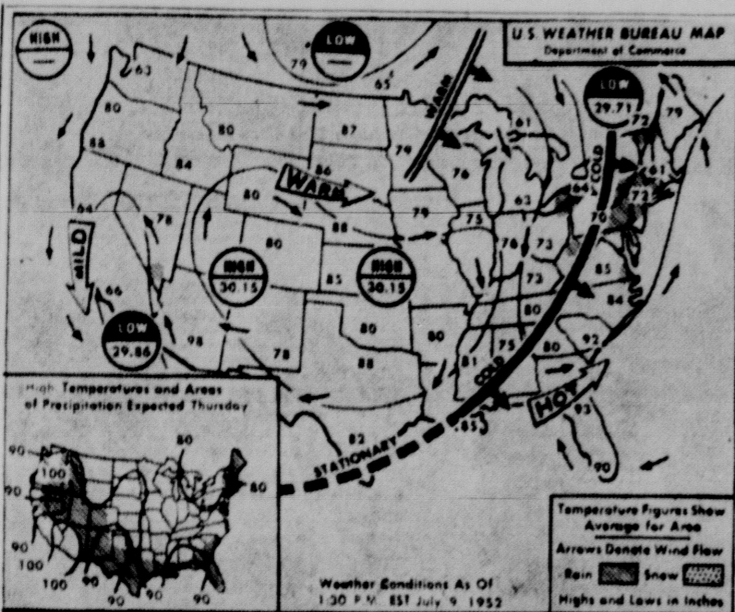 U.S. WEATHER BUREAU MAP
Department of Commerce
HIGH
LOW
79
65
WARM
LOW
29.71
63
80
88
80
87
79
61
72
79
84
86
WARM
80
76
COLD
64
61
72
64
78
88
79
75
63
70
MILD
80
76
73
HIGH
30.15
85
HIGH
30.15
73
85
66
84
LOW
29.86
98
80
80
80
92
78
88
81
75
80
COLD
HOT
93
85
82
STATIONARY
90
High Temperatures and Areas
of Precipitation Expected Thursday
80
90
100
90
80
90
100
100
90
90
90
90
Weather Conditions As Of
1:30 P.M. EST July 9 1952
Temperature Figures Show
Average for Area
Arrows Denote Wind Flow
Rain
Snow
Highs and Lows in Inches